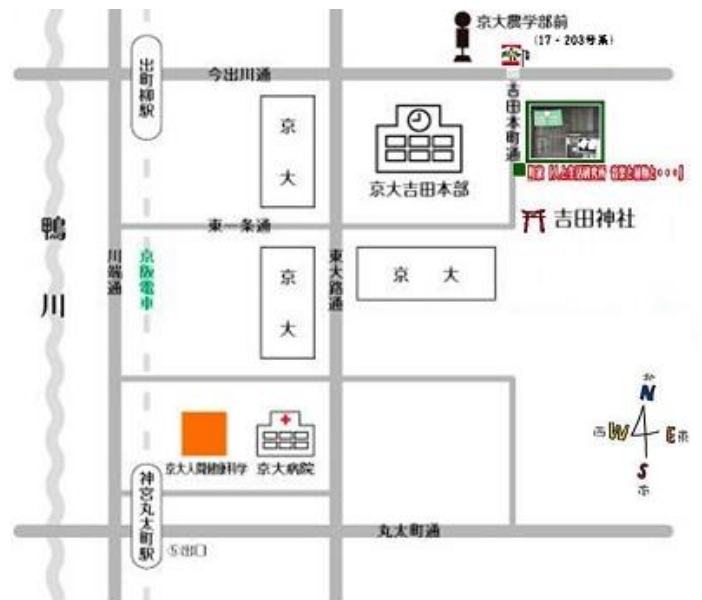 京大農学部前
(17・203号系)
今出川通
出町柳駅
吉田本町通
京大
京大吉田本部
東一条通
吉田神社
鴨川
川端通
京阪電車
京大
東大路通
京大
北
N
西 W E 東
S
京大人間健康科学
京大病院
神宮丸太町駅
⑤出口
丸太町通